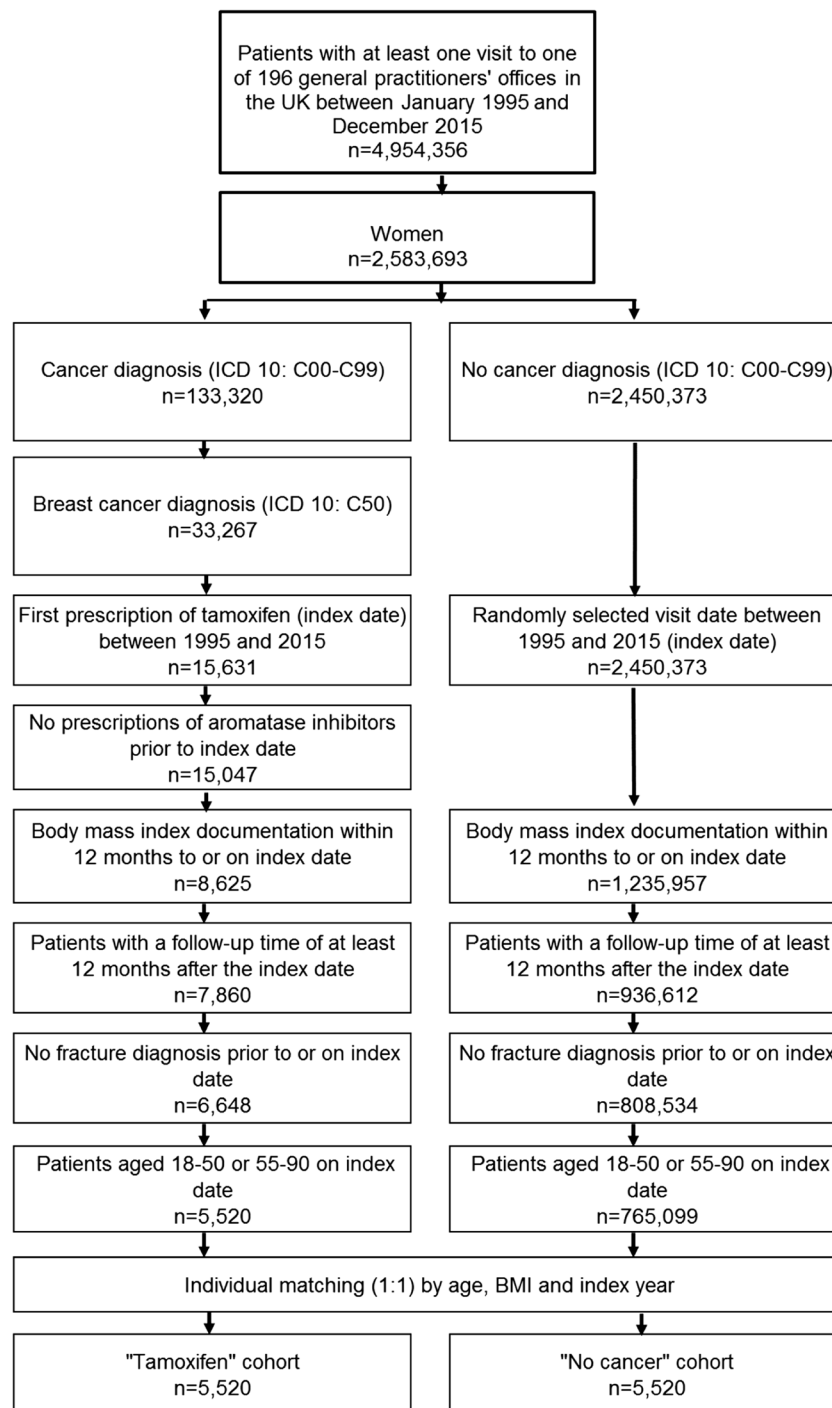 Patients with at least one visit to one
of 196 general practitioners' offices in
the UK between January 1995 and
December 2015
n=4,954,356
Women
n=2,583,693
Cancer diagnosis (ICD 10: C00-C99)
n=133,320
No cancer diagnosis (ICD 10: C00-C99)
n=2,450,373
Breast cancer diagnosis (ICD 10: C50)
n=33,267
First prescription of tamoxifen (index date)
between 1995 and 2015
n=15,631
Randomly selected visit date between
1995 and 2015 (index date)
n=2,450,373
No prescriptions of aromatase inhibitors
prior to index date
n=15,047
Body mass index documentation within
12 months to or on index date
n=8,625
Body mass index documentation within
12 months to or on index date
n=1,235,957
Patients with a follow-up time of at least
12 months after the index date
n=7,860
Patients with a follow-up time of at least
12 months after the index date
n=936,612
No fracture diagnosis prior to or on index
date
n=6,648
No fracture diagnosis prior to or on index
date
n=808,534
Patients aged 18-50 or 55-90 on index
date
n=5,520
Patients aged 18-50 or 55-90 on index
date
n=765,099
Individual matching (1:1) by age, BMI and index year
"Tamoxifen" cohort
n=5,520
"No cancer" cohort
n=5,520